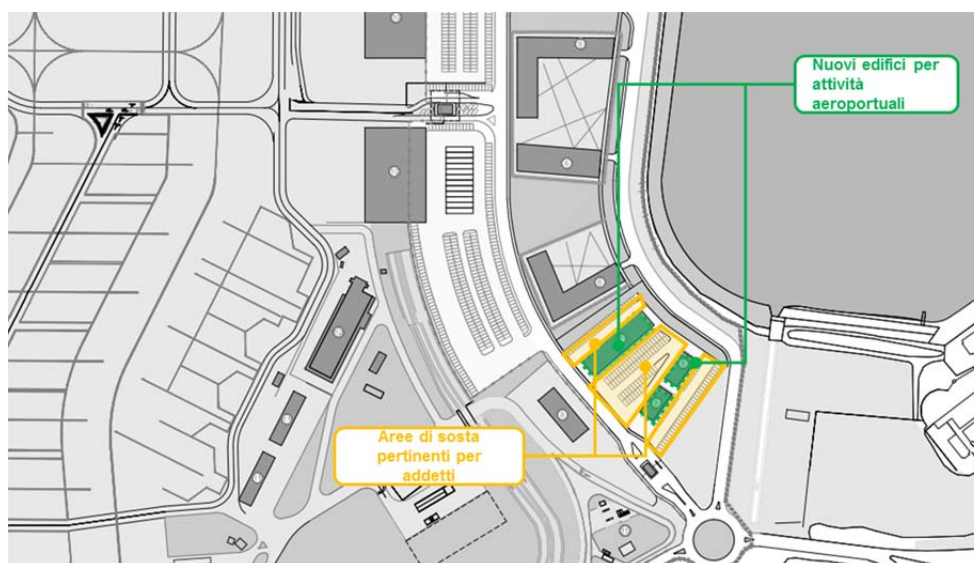 Nuovi edifici per
attività
aeroportuali
Aree di sosta
pertinenti per
addetti